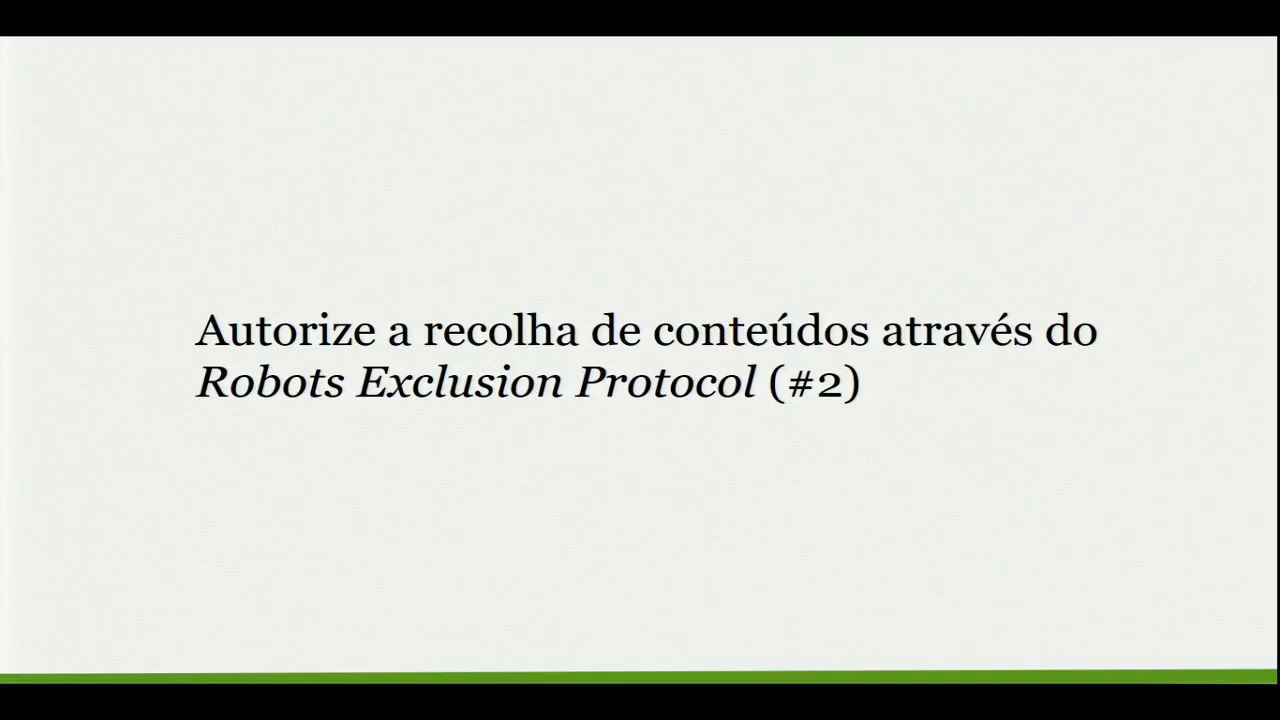 Autorize a recolha de conteúdos através do
Robots Exclusion Protocol (#2)